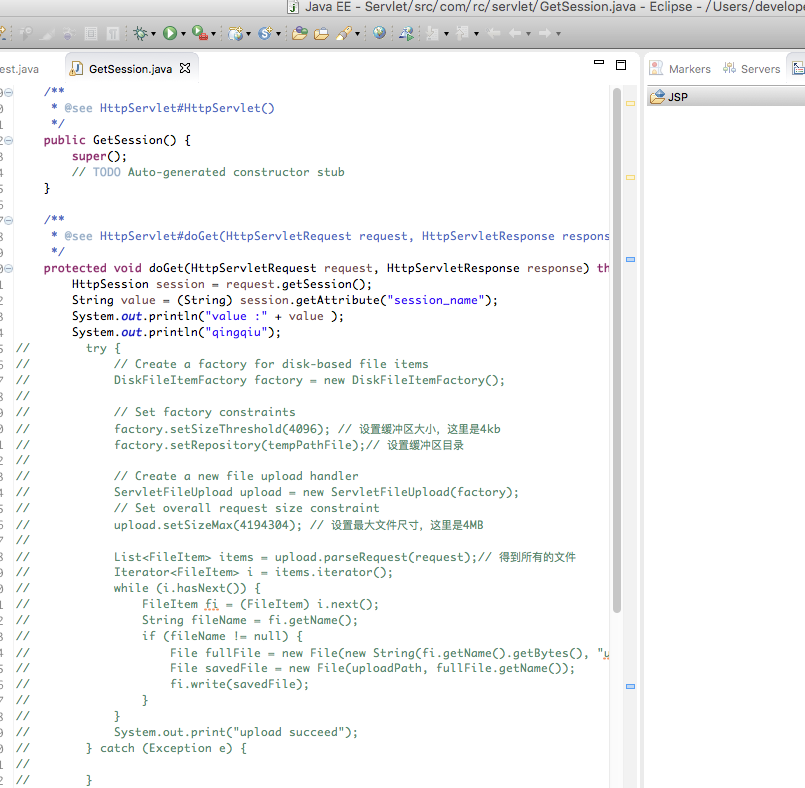 Java EE - Servlet/src/com/rc/servlet/GetSession.java - Eclipse - /Users/develope
est.java
GetSession.java
Markers
Servers
JSP
/**
 * @see HttpServlet#HttpServlet()
 */
public GetSession() {
    super();
    // TODO Auto-generated constructor stub
}
/**
 * @see HttpServlet#doGet(HttpServletRequest request, HttpServletResponse respons
 */
protected void doGet(HttpServletRequest request, HttpServletResponse response) th
    HttpSession session = request.getSession();
    String value = (String) session.getAttribute("session_name");
    System.out.println("value :" + value );
    System.out.println("qingqiu");
//        try {
//            // Create a factory for disk-based file items
//            DiskFileItemFactory factory = new DiskFileItemFactory();
//
//            // Set factory constraints
//            factory.setSizeThreshold(4096); // 设置缓冲区大小，这里是4kb
//            factory.setRepository(tempPathFile);// 设置缓冲区目录
//
//            // Create a new file upload handler
//            ServletFileUpload upload = new ServletFileUpload(factory);
//            // Set overall request size constraint
//            upload.setSizeMax(4194304); // 设置最大文件尺寸，这里是4MB
//
//            List<FileItem> items = upload.parseRequest(request);// 得到所有的文件
//            Iterator<FileItem> i = items.iterator();
//            while (i.hasNext()) {
//                FileItem fi = (FileItem) i.next();
//                String fileName = fi.getName();
//                if (fileName != null) {
//                    File fullFile = new File(new String(fi.getName().getBytes(), "u
//                    File savedFile = new File(uploadPath, fullFile.getName());
//                    fi.write(savedFile);
//                }
//            }
//            System.out.print("upload succeed");
//        } catch (Exception e) {
//
//        }